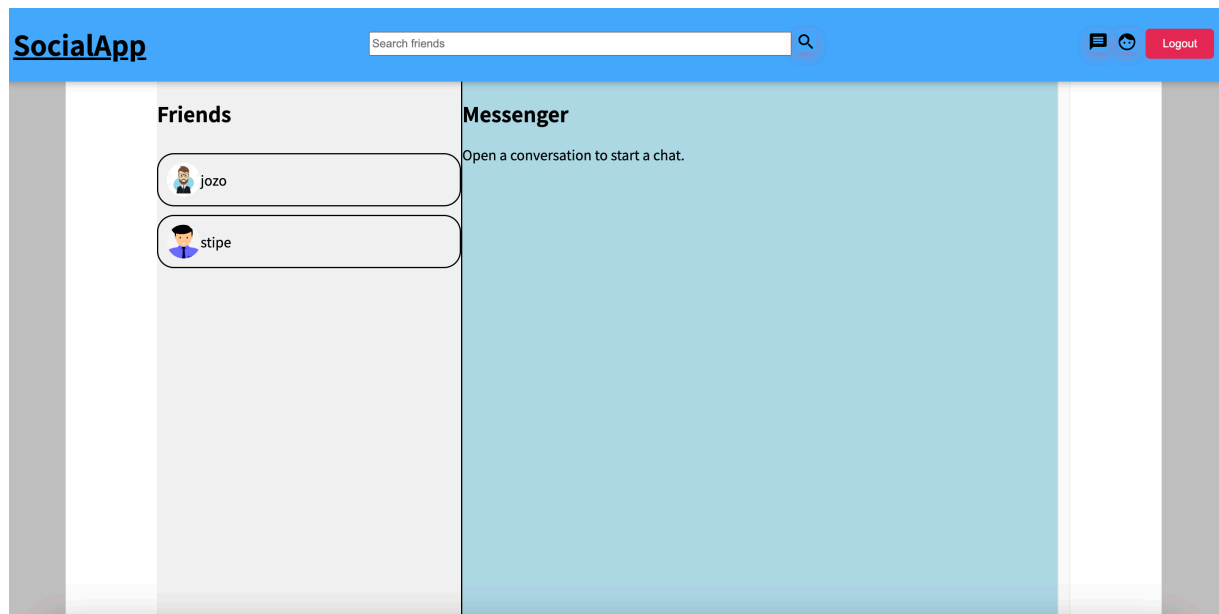 SocialApp
Search friends
Logout
Friends
jozo
stipe
Messenger
Open a conversation to start a chat.